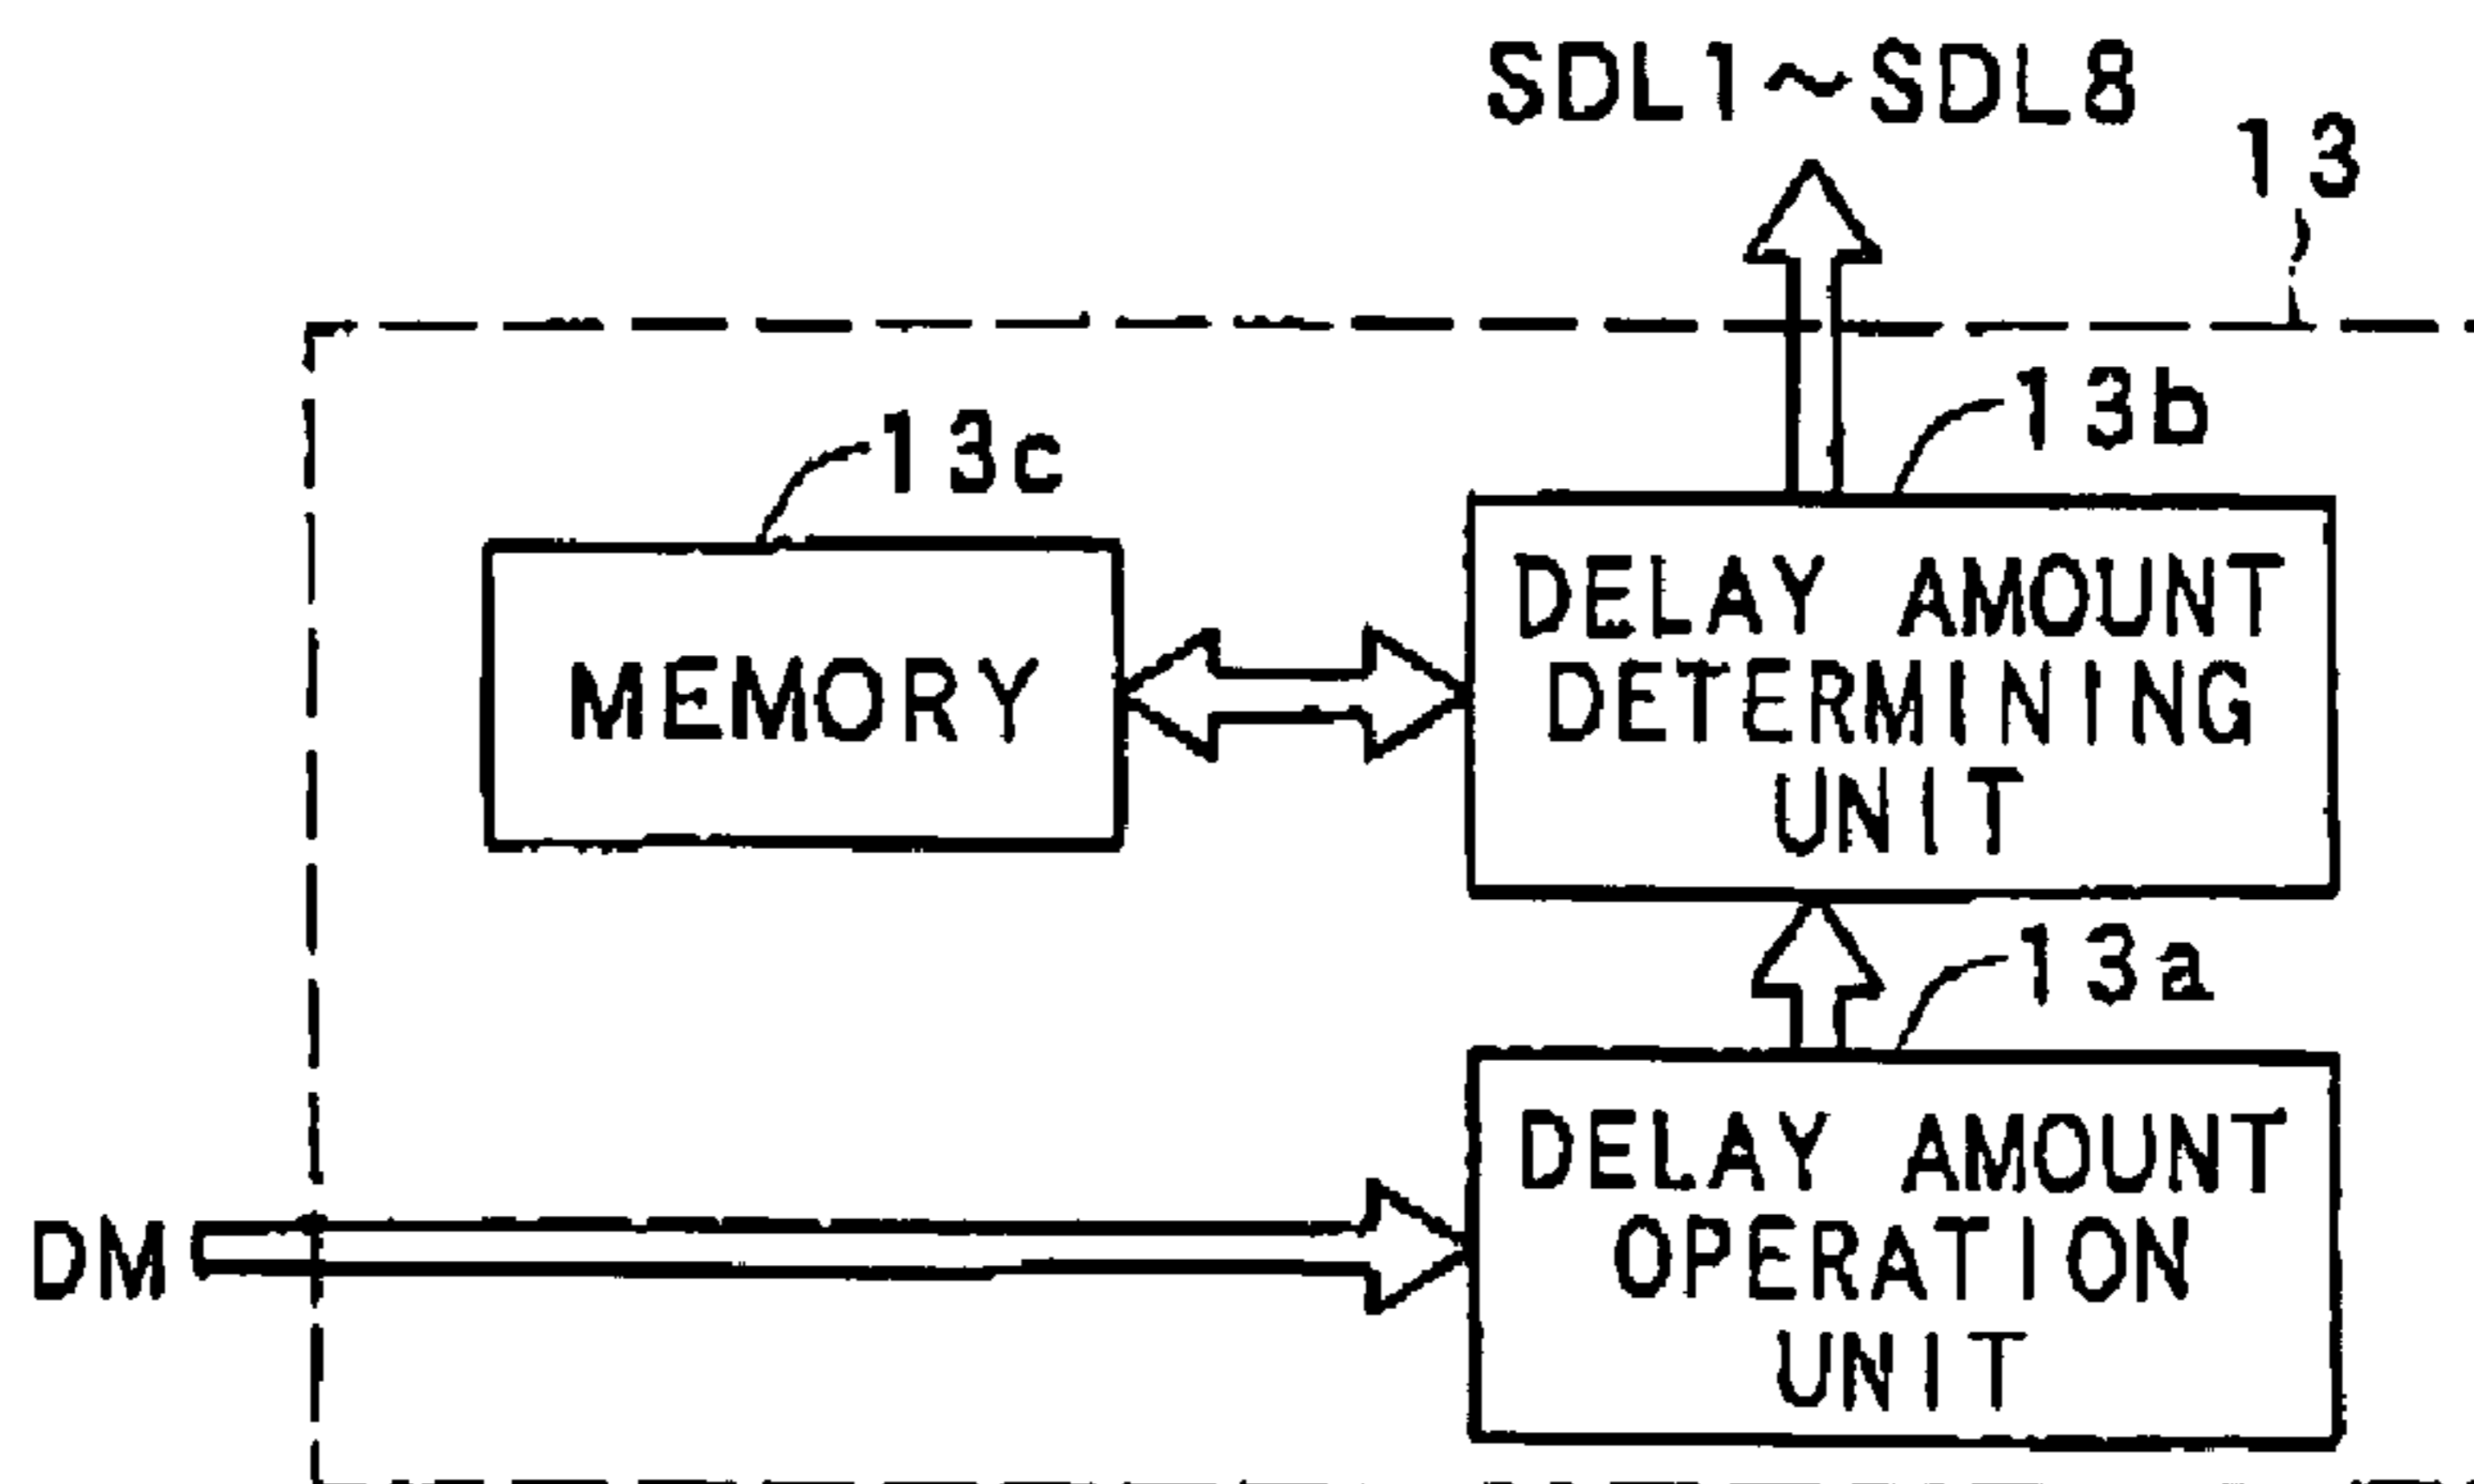 SDL1~SDL8
13
13b
13c
DELAY AMOUNT
DETERMINING
UNIT
MEMORY
13a
DELAY AMOUNT
OPERATION
UNIT
DM